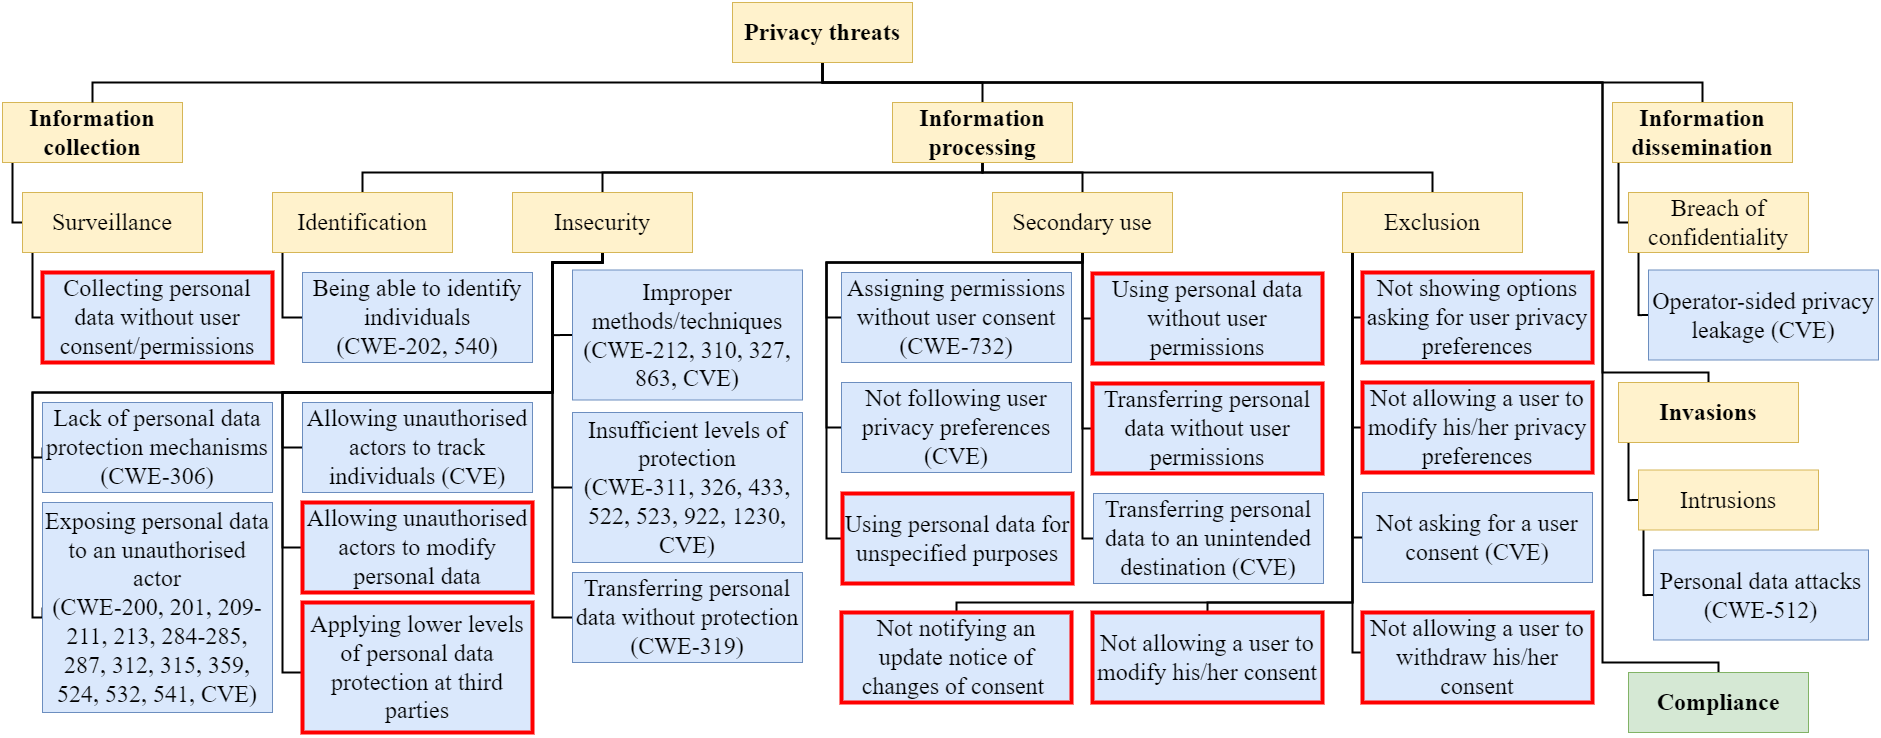 Privacy threats
Information
collection
Information
processing
Information
dissemination
Surveillance
Identification
Insecurity
Secondary use
Exclusion
Breach of
confidentiality
Collecting personal
data without user
consent/permissions
Being able to identify
individuals
(CWE-202, 540)
Improper
methods/techniques
(CWE-212, 310, 327,
863, CVE)
Assigning permissions
without user consent
(CWE-732)
Using personal data
without user
permissions
Not showing options
asking for user privacy
preferences
Operator-sided privacy
leakage (CVE)
Lack of personal data
protection mechanisms
(CWE-306)
Allowing unauthorised
actors to track
individuals (CVE)
Insufficient levels of
protection
(CWE-311, 326, 433,
522, 523, 922, 1230,
CVE)
Not following user
privacy preferences
(CVE)
Transferring personal
data without user
permissions
Not allowing a user to
modify his/her privacy
preferences
Invasions
Exposing personal data
to an unauthorised
actor
(CWE-200, 201, 209-
211, 213, 284-285,
287, 312, 315, 359,
524, 532, 541, CVE)
Allowing unauthorised
actors to modify
personal data
Using personal data for
unspecified purposes
Transferring personal
data to an unintended
destination (CVE)
Not asking for a user
consent (CVE)
Intrusions
Applying lower levels
of personal data
protection at third
parties
Transferring personal
data without protection
(CWE-319)
Not notifying an
update notice of
changes of consent
Not allowing a user to
modify his/her consent
Not allowing a user to
withdraw his/her
consent
Personal data attacks
(CWE-512)
Compliance